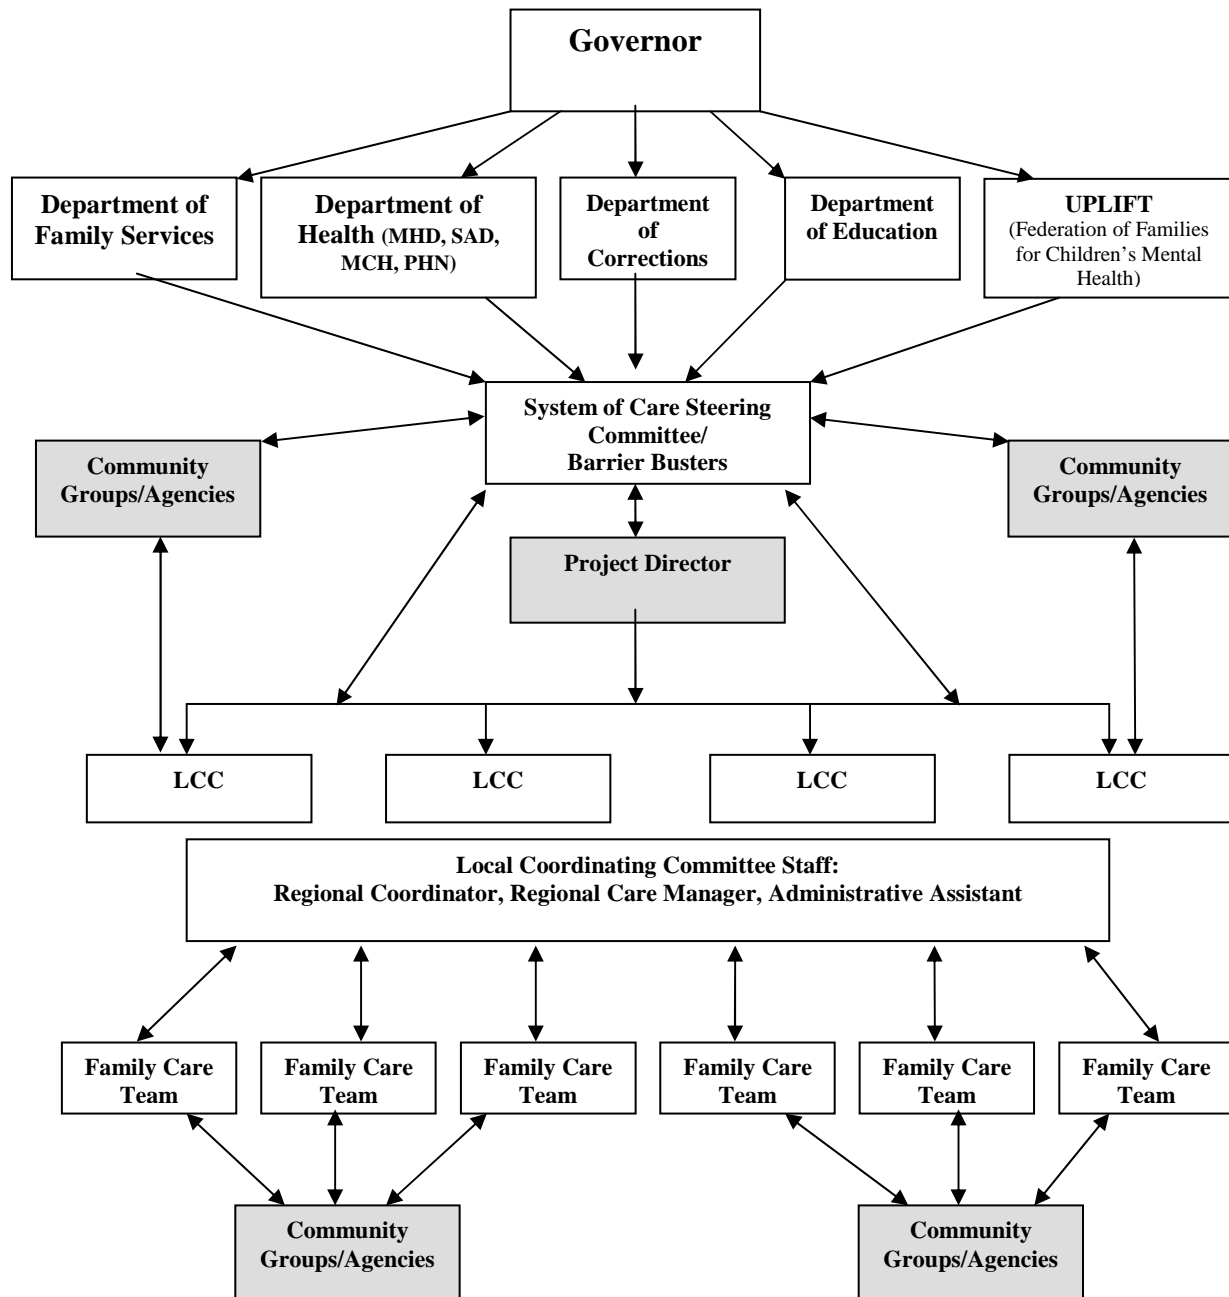 Governor
Department of
Family Services
Department of
Health (MHD, SAD,
MCH, PHN)
Department
of
Corrections
Department
of Education
UPLIFT
(Federation of Families
for Children’s Mental
Health)
System of Care Steering
Committee/
Barrier Busters
Community
Groups/Agencies
Community
Groups/Agencies
Project Director
LCC
LCC
LCC
LCC
Local Coordinating Committee Staff:
Regional Coordinator, Regional Care Manager, Administrative Assistant
Family Care
Team
Family Care
Team
Family Care
Team
Family Care
Team
Family Care
Team
Family Care
Team
Community
Groups/Agencies
Community
Groups/Agencies